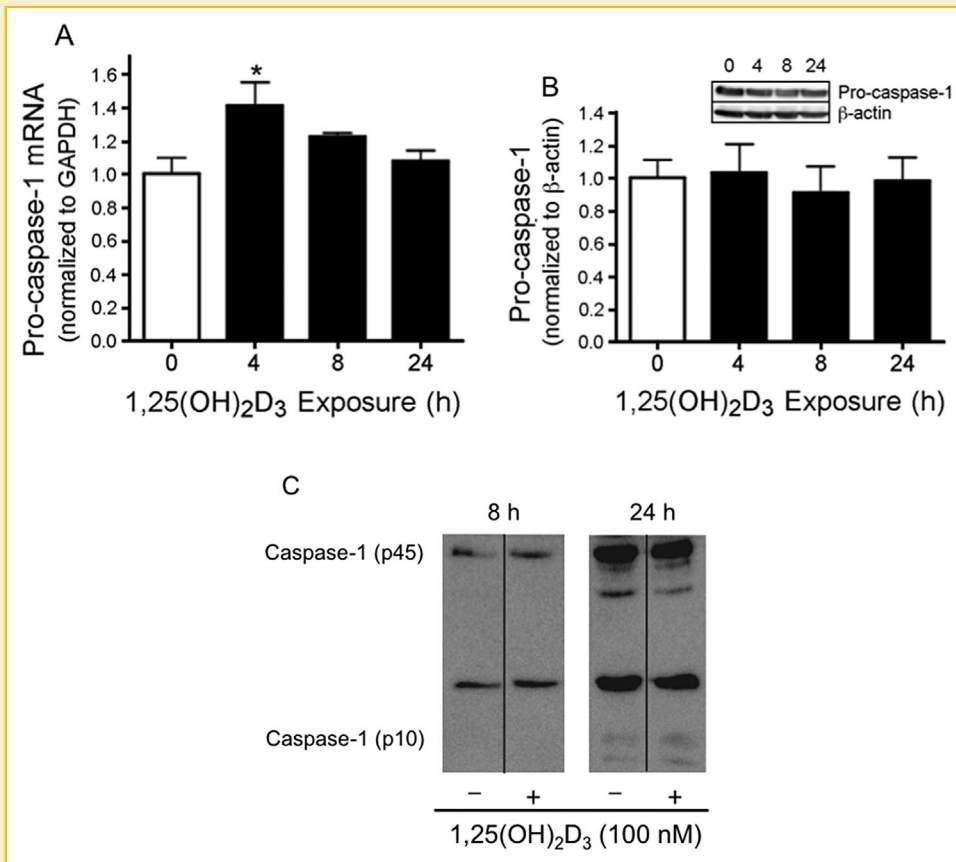 A
Pro-caspase-1 mRNA
(normalized to GAPDH)
1.6
1.4
1.2
1.0
0.8
0.6
0.4
0.2
0.0
*
0 4 8 24
1,25(OH)₂D₃ Exposure (h)
B
0 4 8 24
Pro-caspase-1
β-actin
Pro-caspase-1
(normalized to β-actin)
1.4
1.2
1.0
0.8
0.6
0.4
0.2
0.0
0 4 8 24
1,25(OH)₂D₃ Exposure (h)
C
8 h 24 h
Caspase-1 (p45)
Caspase-1 (p10)
− + − +
1,25(OH)₂D₃ (100 nM)